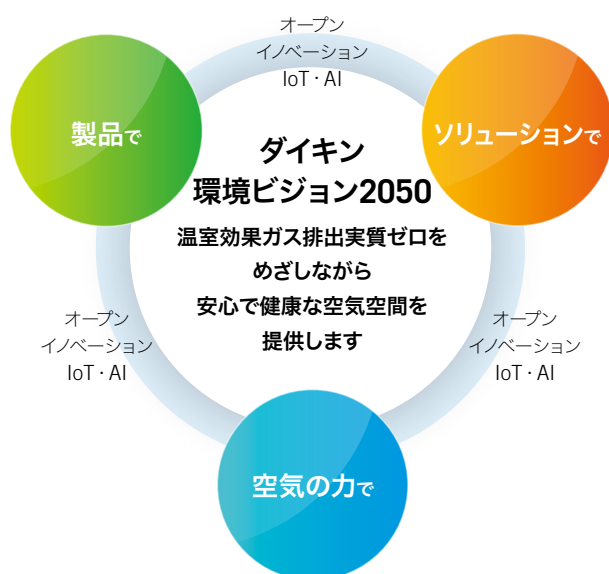 オープン
イノベーション
IoT・AI
製品で
ソリューションで
ダイキン
環境ビジョン2050
温室効果ガス排出実質ゼロを
めざしながら
安心で健康な空気空間を
提供します
オープン
イノベーション
IoT・AI
オープン
イノベーション
IoT・AI
空気の力で